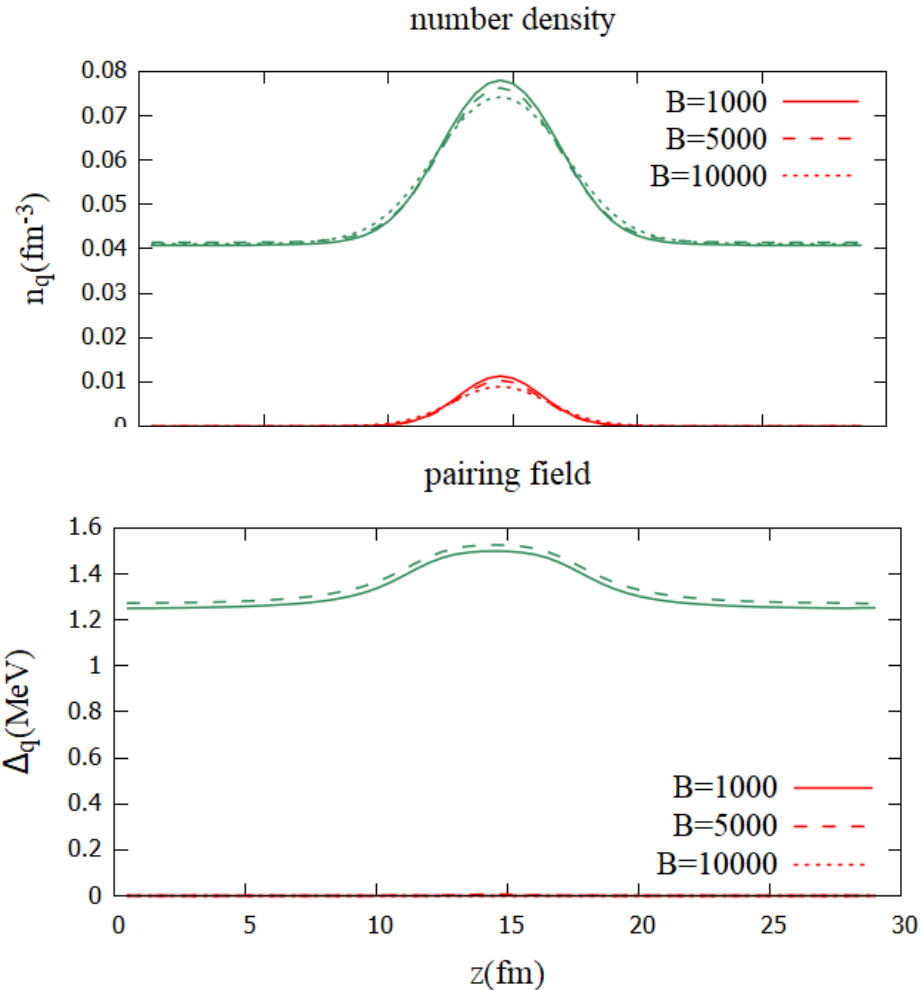 number density
0.08
0.07
0.06
0.05
0.04
0.03
0.02
0.01
0
n_q(fm^-3)
B=1000
B=5000
B=10000
pairing field
1.6
1.4
1.2
1
0.8
0.6
0.4
0.2
0
Δ_q(MeV)
B=1000
B=5000
B=10000
0 5 10 15 20 25 30
z(fm)